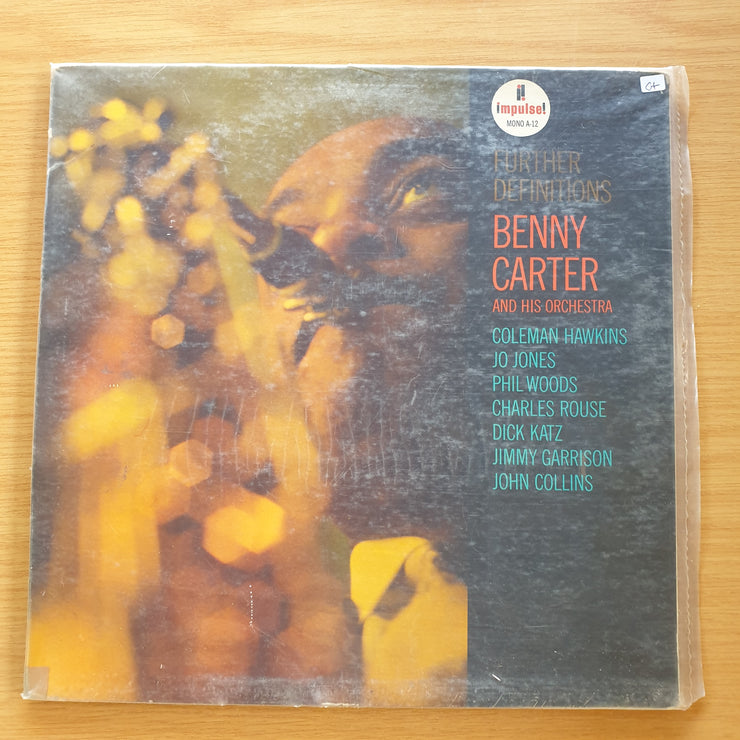 G+
impulse!
MONO A-12
FURTHER
DEFINITIONS
BENNY
CARTER
AND HIS ORCHESTRA
COLEMAN HAWKINS
JO JONES
PHIL WOODS
CHARLES ROUSE
DICK KATZ
JIMMY GARRISON
JOHN COLLINS